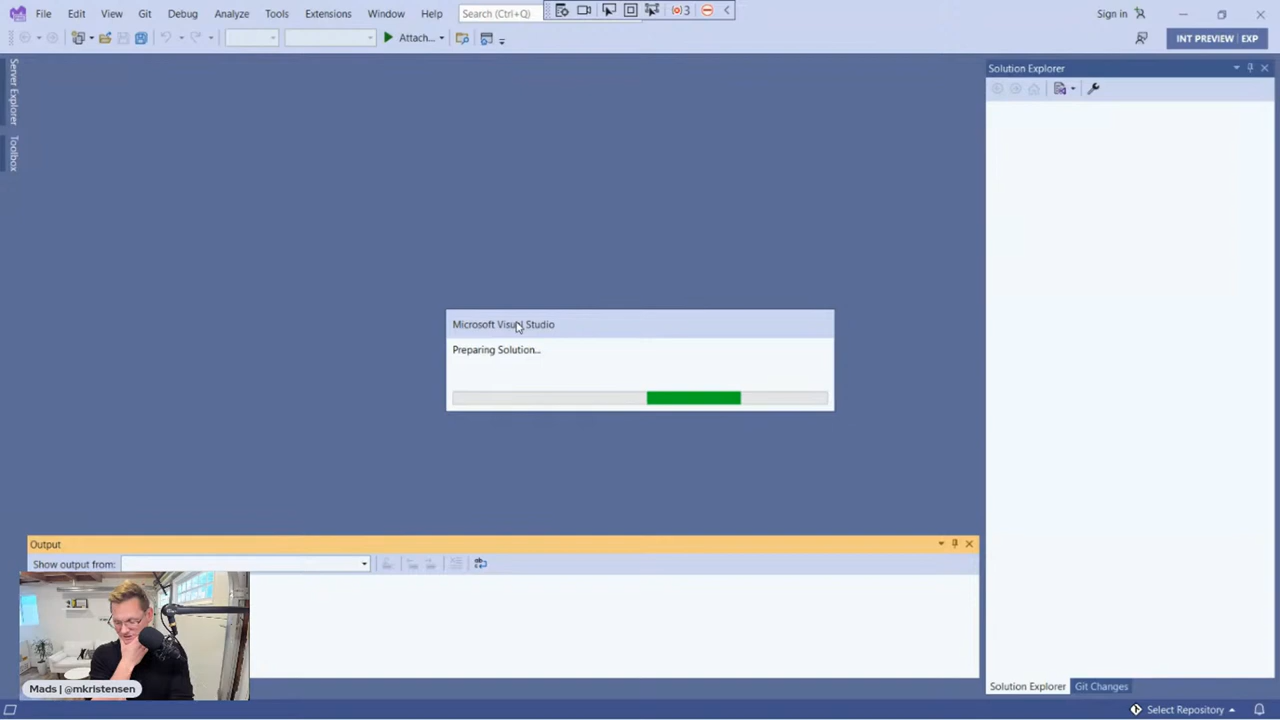 File Edit View Git Debug Analyze Tools Extensions Window Help Search (Ctrl+Q) 3 Sign in
Attach... INT PREVIEW | EXP
Server Explorer
Toolbox
Solution Explorer
Microsoft Visual Studio
Preparing Solution...
Output
Show output from:
Mads | @mkristensen
Solution Explorer Git Changes
Select Repository